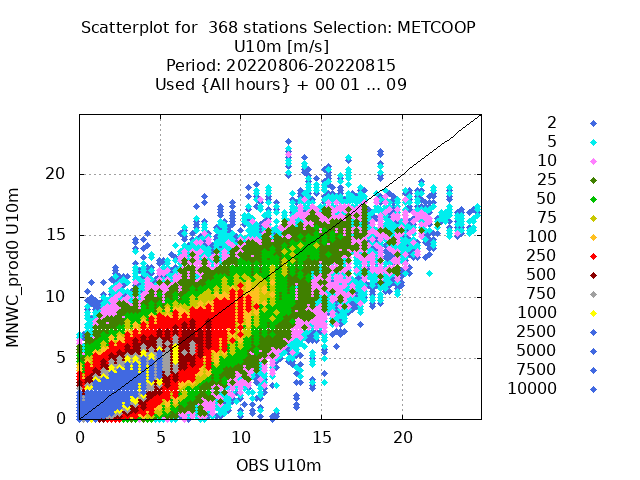 Scatterplot for  368 stations Selection: METCOOP
U10m [m/s]
Period: 20220806-20220815
Used {All hours} + 00 01 ... 09
MNWC_prod0 U10m
20
15
10
5
0
0 5 10 15 20
OBS U10m
2
5
10
25
50
75
100
250
500
750
1000
2500
5000
7500
10000